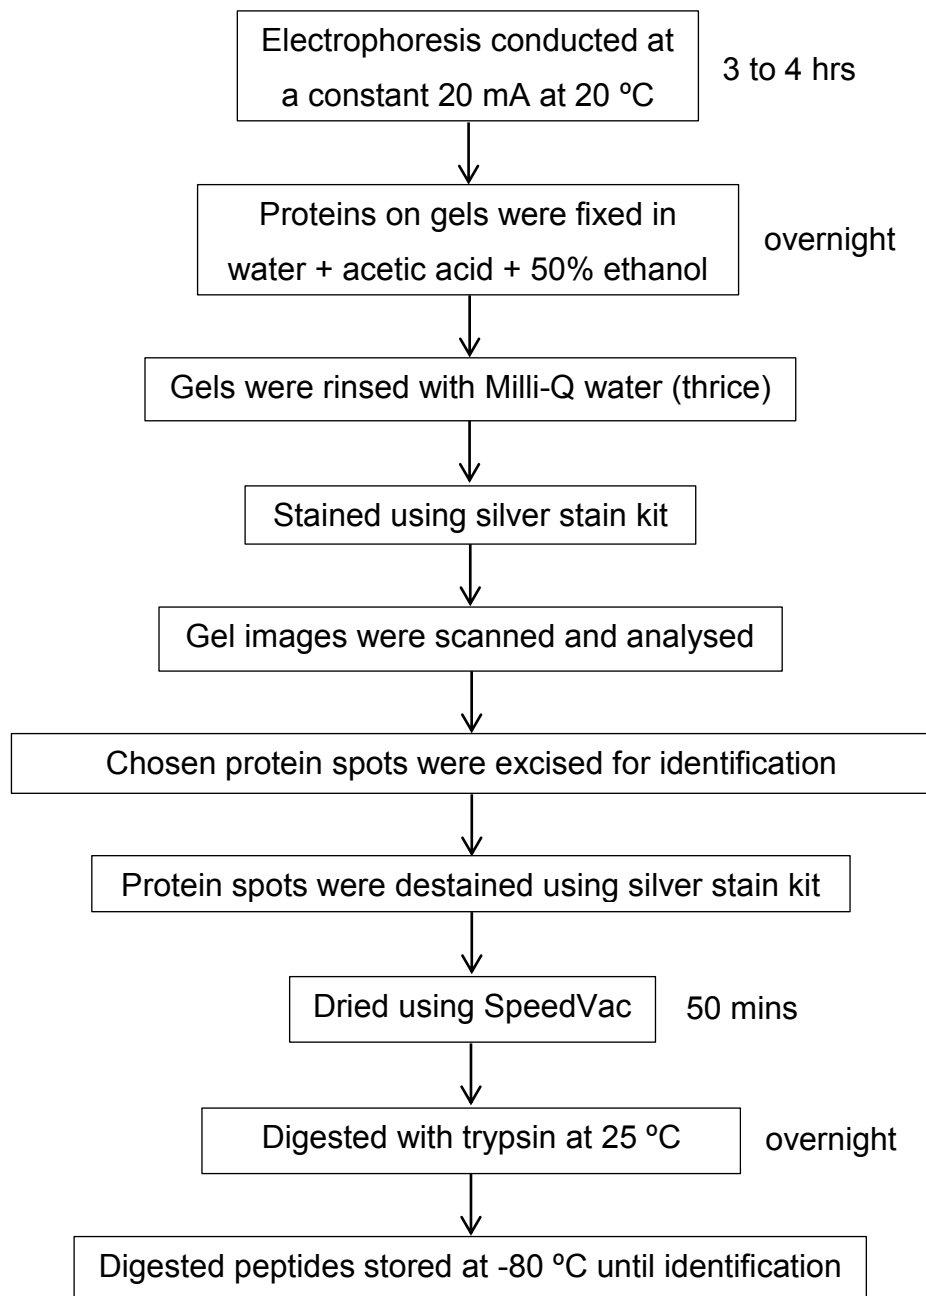 Electrophoresis conducted at
a constant 20 mA at 20 ºC
3 to 4 hrs
Proteins on gels were fixed in
water + acetic acid + 50% ethanol
overnight
Gels were rinsed with Milli-Q water (thrice)
Stained using silver stain kit
Gel images were scanned and analysed
Chosen protein spots were excised for identification
Protein spots were destained using silver stain kit
Dried using SpeedVac
50 mins
Digested with trypsin at 25 ºC
overnight
Digested peptides stored at -80 ºC until identification